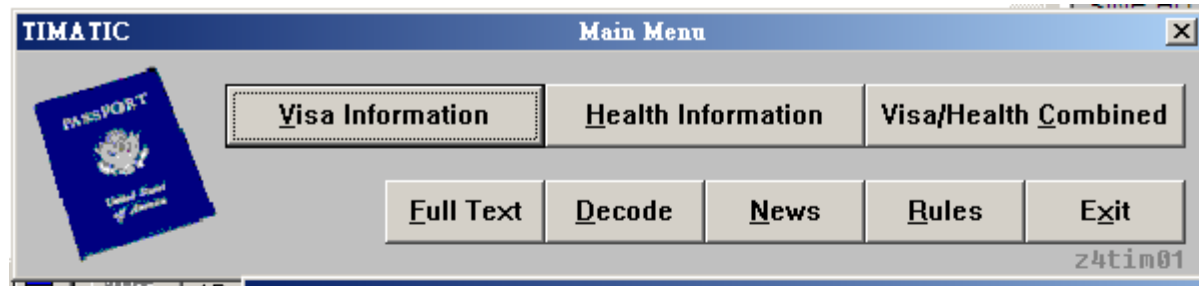 TIMATIC Main Menu
PASSPORT
Visa Information Health Information Visa/Health Combined
United States
of America
Full Text Decode News Rules Exit
z4tim01